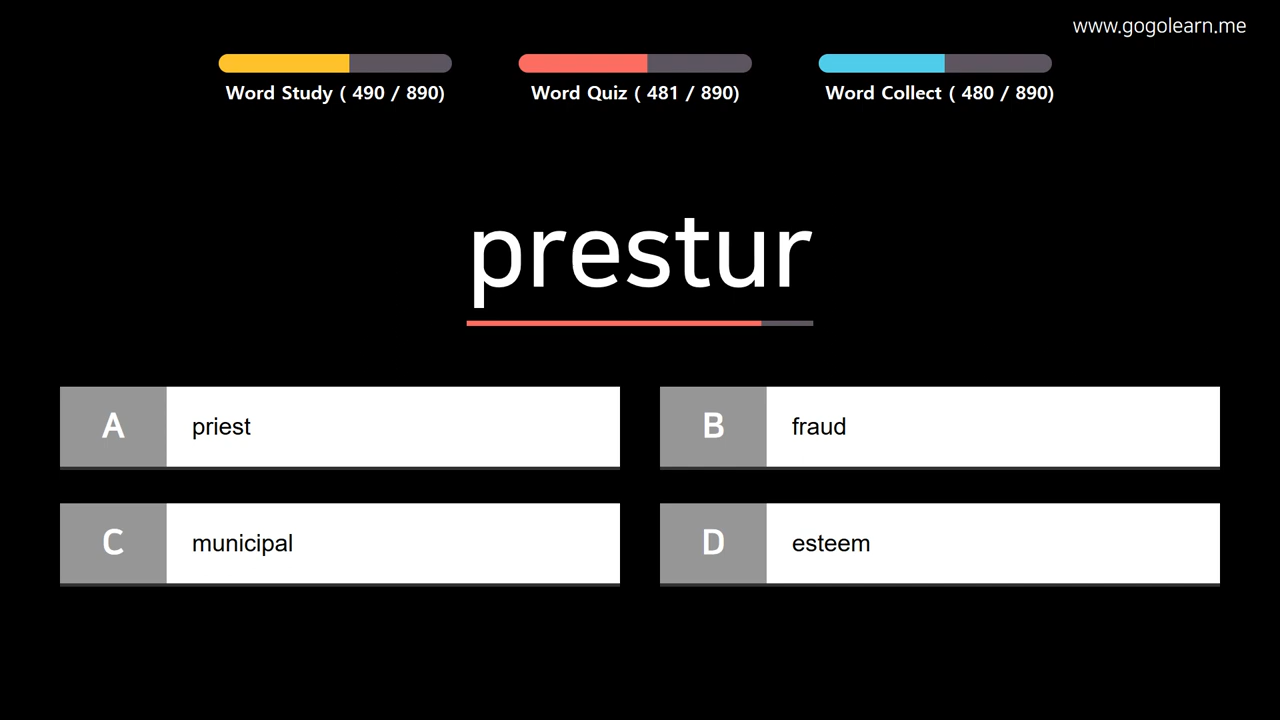 www.gogolearn.me
Word Study ( 490 / 890)
Word Quiz ( 481 / 890)
Word Collect ( 480 / 890)
prestur
A priest
B fraud
C municipal
D esteem